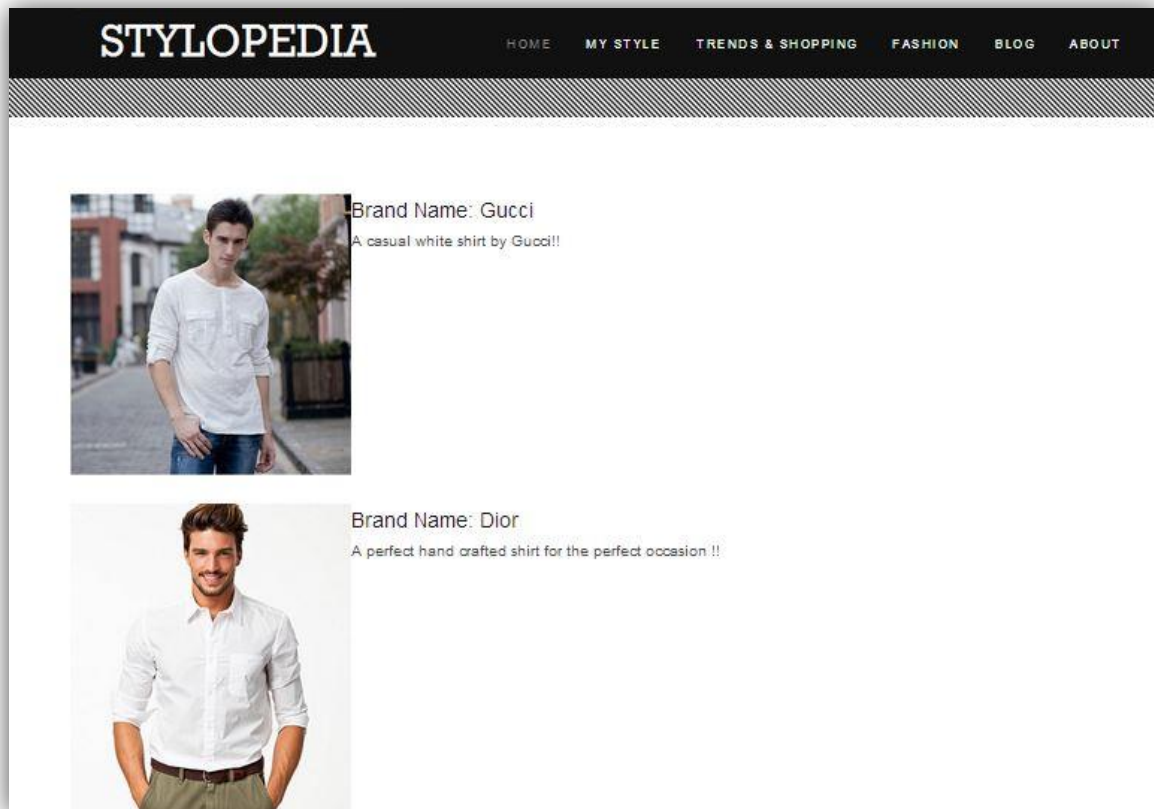 STYLOPEDIA
HOME MY STYLE TRENDS & SHOPPING FASHION BLOG ABOUT
Brand Name: Gucci
A casual white shirt by Gucci!!
Brand Name: Dior
A perfect hand crafted shirt for the perfect occasion !!